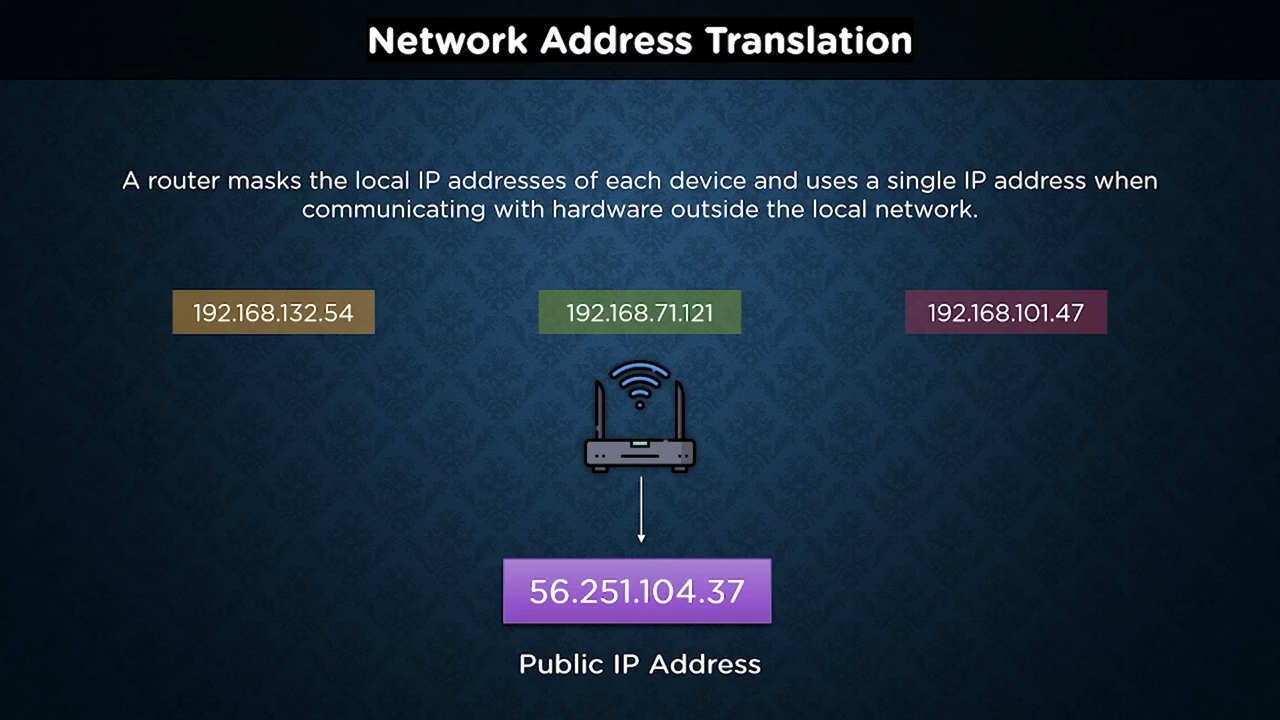 Network Address Translation
A router masks the local IP addresses of each device and uses a single IP address when
communicating with hardware outside the local network.
192.168.132.54
192.168.71.121
192.168.101.47
56.251.104.37
Public IP Address